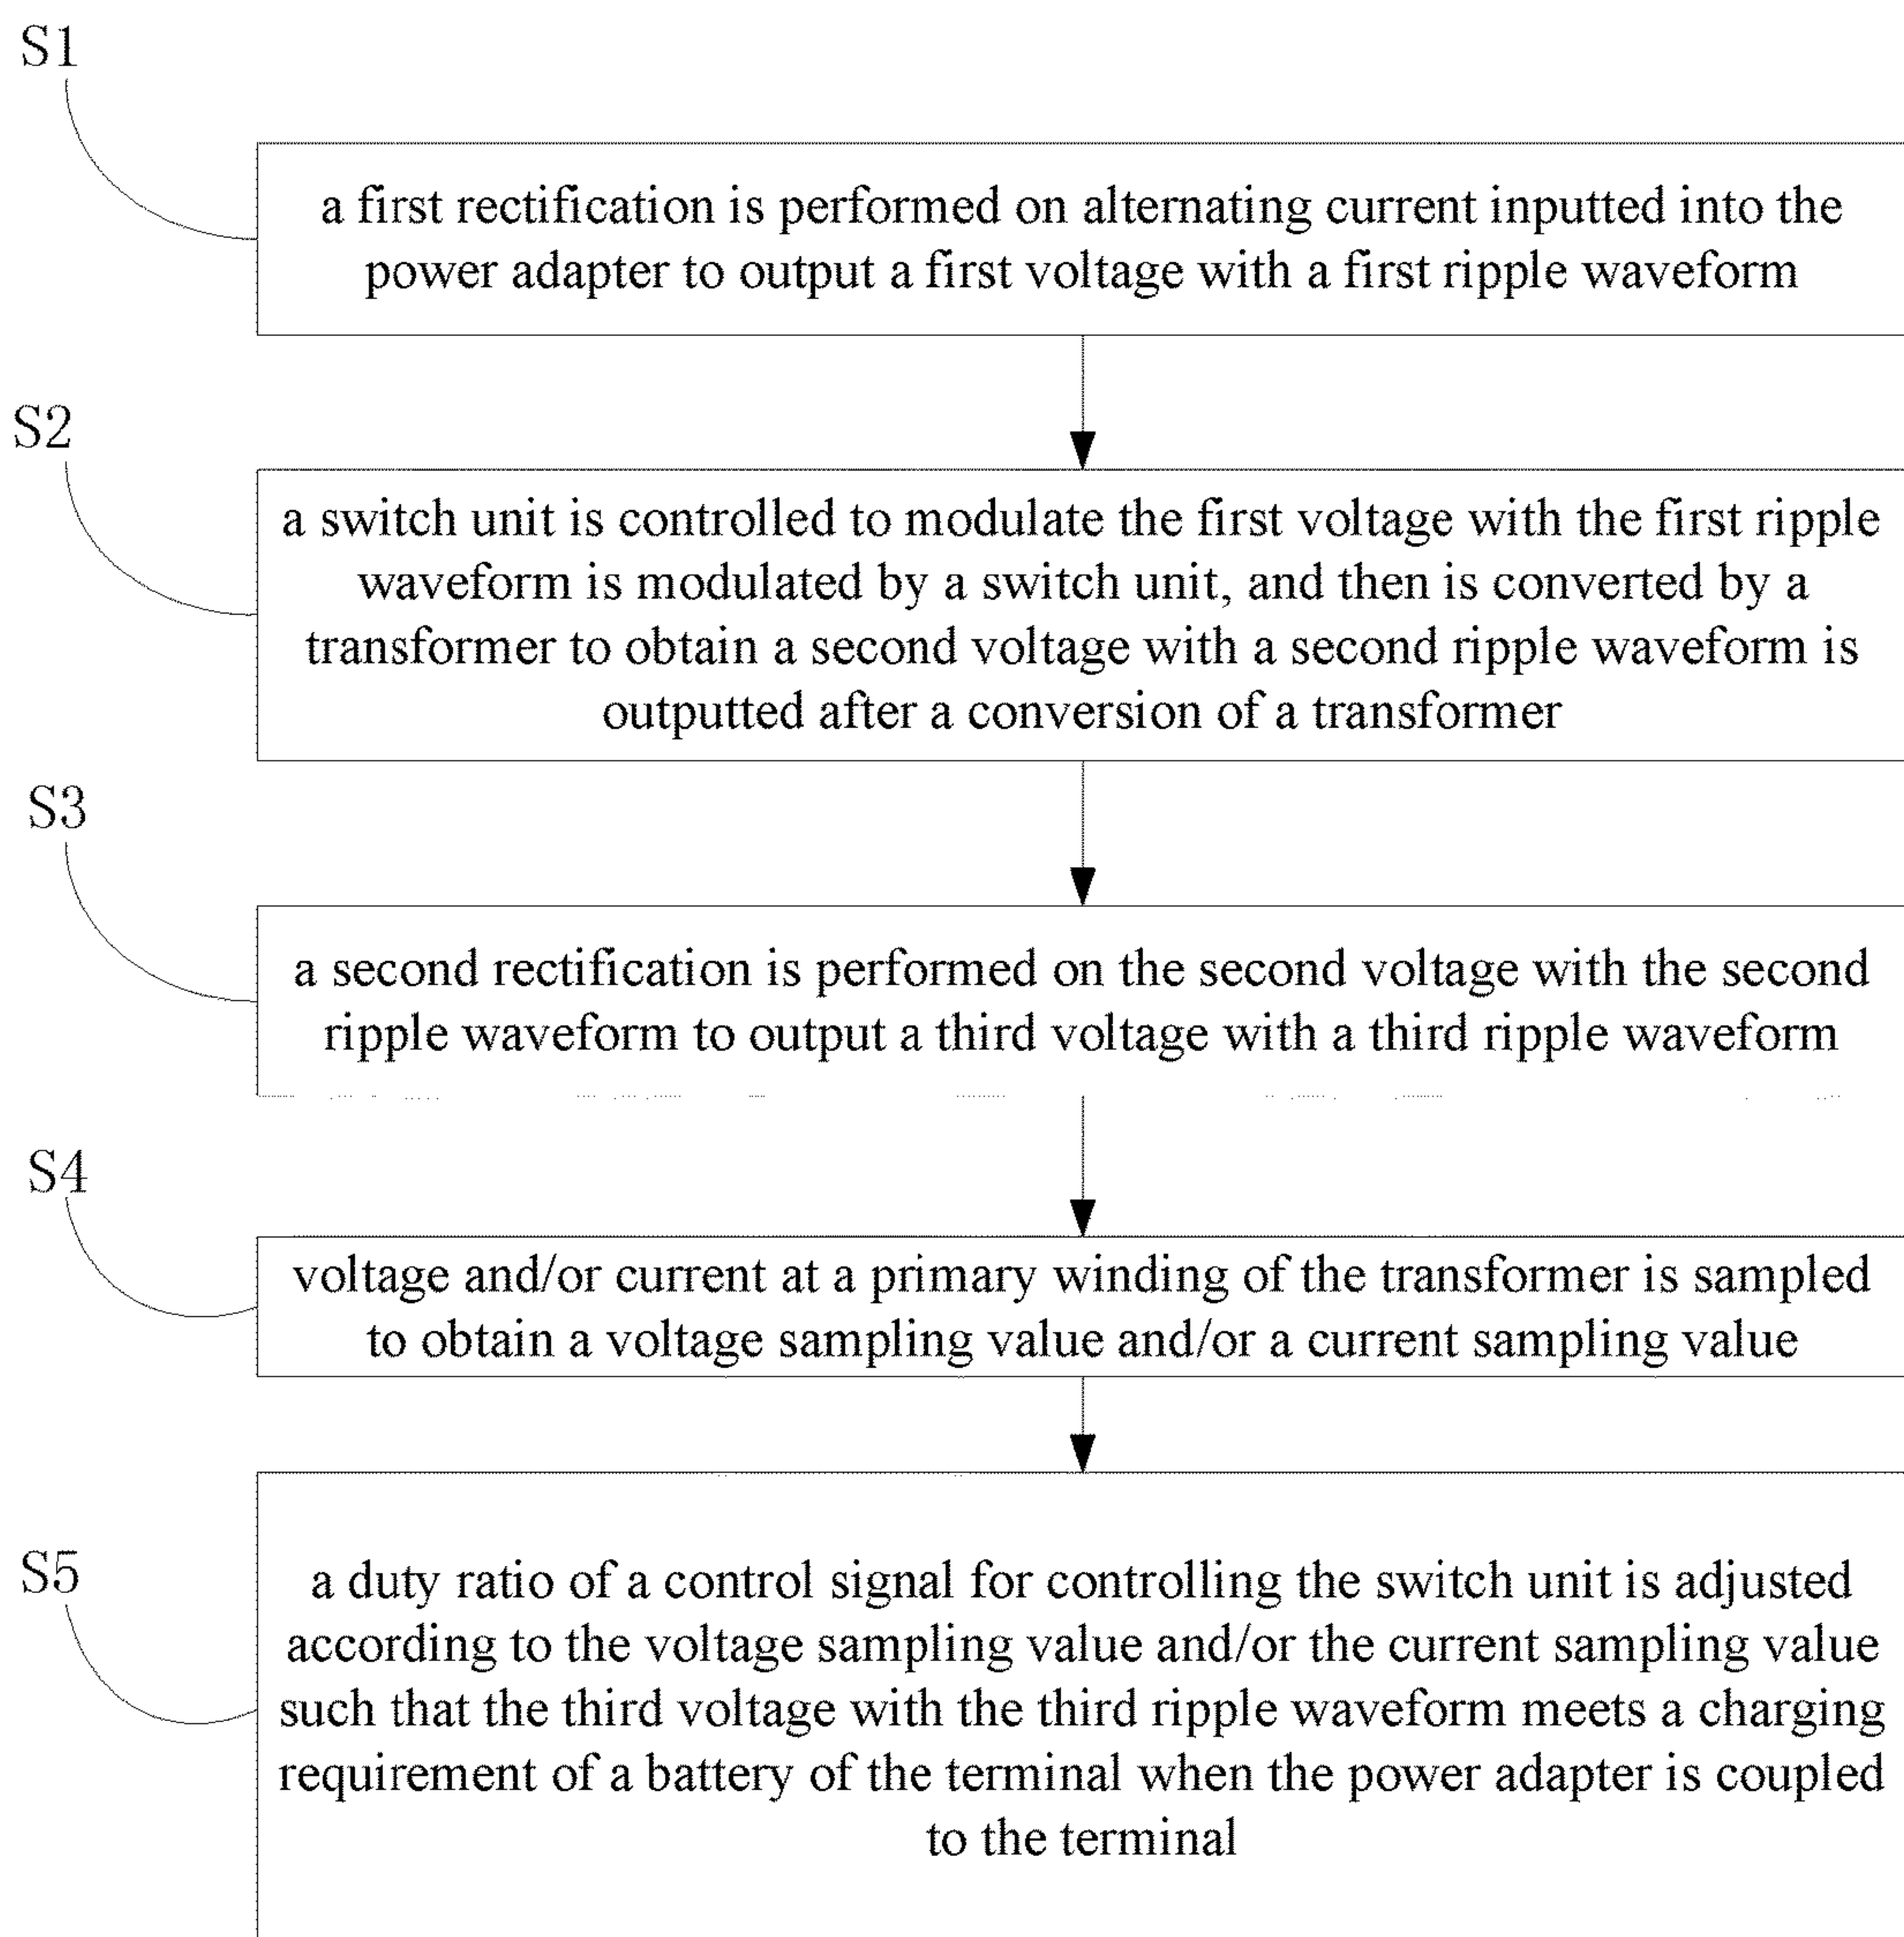 S1
a first rectification is performed on alternating current inputted into the
power adapter to output a first voltage with a first ripple waveform
S2
a switch unit is controlled to modulate the first voltage with the first ripple
waveform is modulated by a switch unit, and then is converted by a
transformer to obtain a second voltage with a second ripple waveform is
outputted after a conversion of a transformer
S3
a second rectification is performed on the second voltage with the second
ripple waveform to output a third voltage with a third ripple waveform
S4
voltage and/or current at a primary winding of the transformer is sampled
to obtain a voltage sampling value and/or a current sampling value
S5
a duty ratio of a control signal for controlling the switch unit is adjusted
according to the voltage sampling value and/or the current sampling value
such that the third voltage with the third ripple waveform meets a charging
requirement of a battery of the terminal when the power adapter is coupled
to the terminal